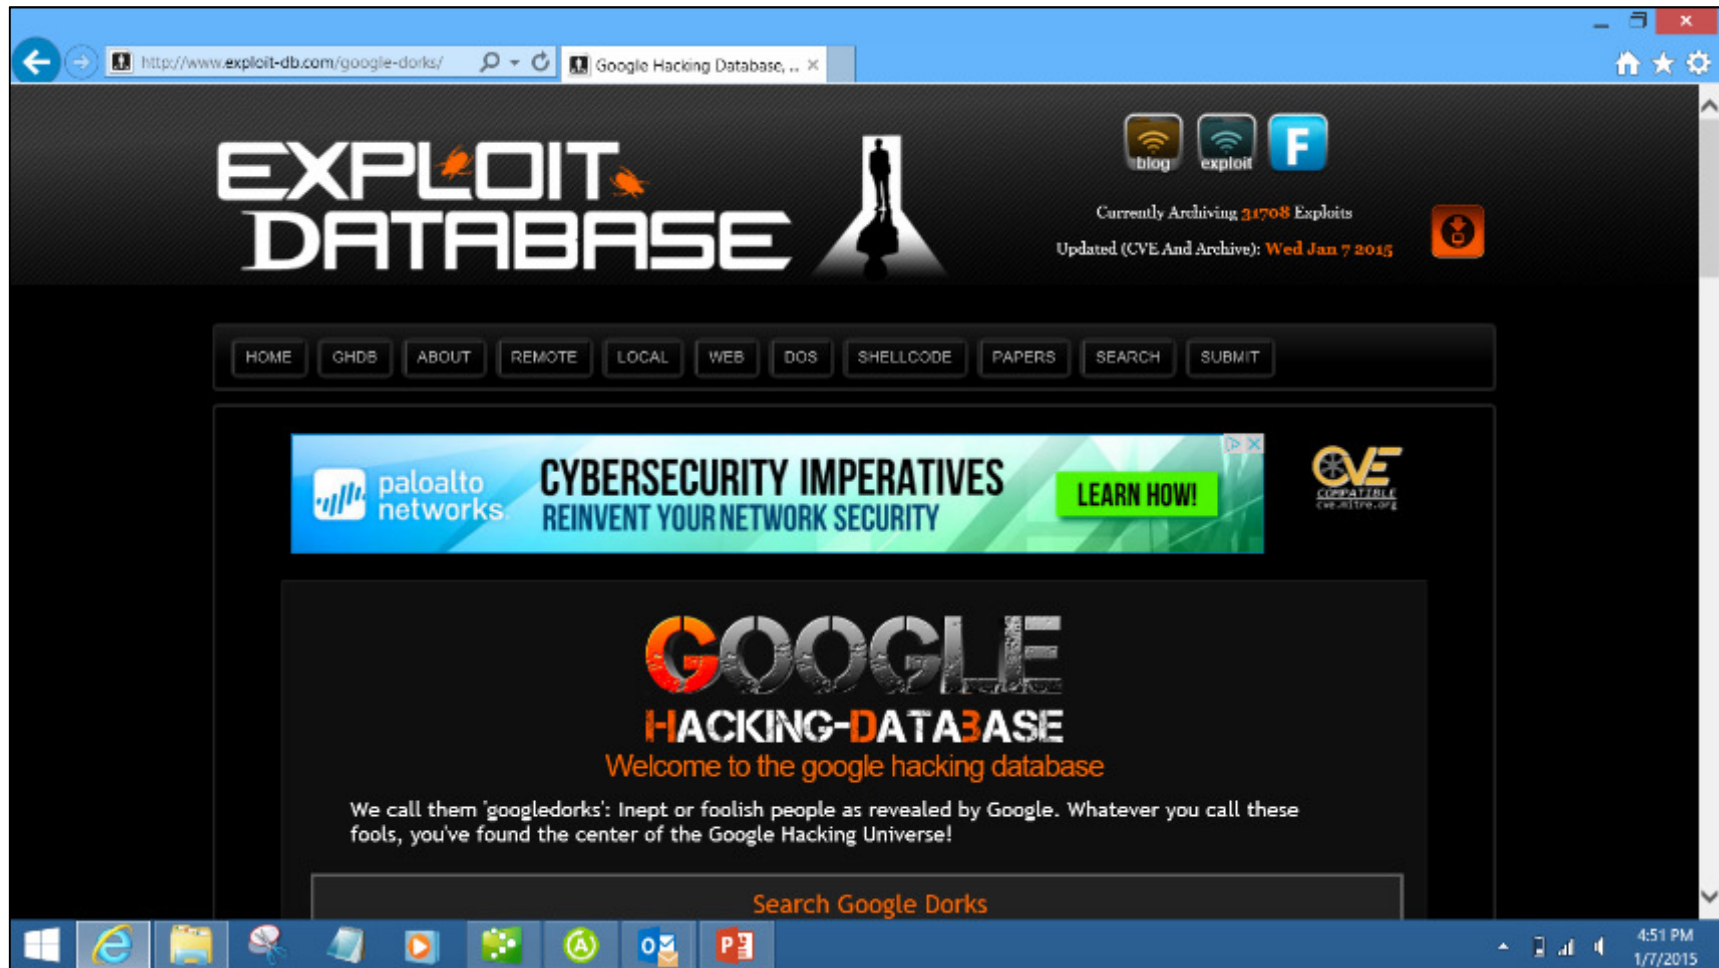 http://www.exploit-db.com/google-dorks/
Google Hacking Database, ..
EXPLOIT
DATABASE
blog
exploit
F
Currently Archiving 31708 Exploits
Updated (CVE And Archive): Wed Jan 7 2015
HOME GHDB ABOUT REMOTE LOCAL WEB DOS SHELLCODE PAPERS SEARCH SUBMIT
paloalto
networks.
CYBERSECURITY IMPERATIVES
REINVENT YOUR NETWORK SECURITY
LEARN HOW!
CVE
COMPATIBLE
cve.mitre.org
GOOGLE
HACKING-DATABASE
Welcome to the google hacking database
We call them 'googledorks': Inept or foolish people as revealed by Google. Whatever you call these
fools, you've found the center of the Google Hacking Universe!
Search Google Dorks
4:51 PM
1/7/2015